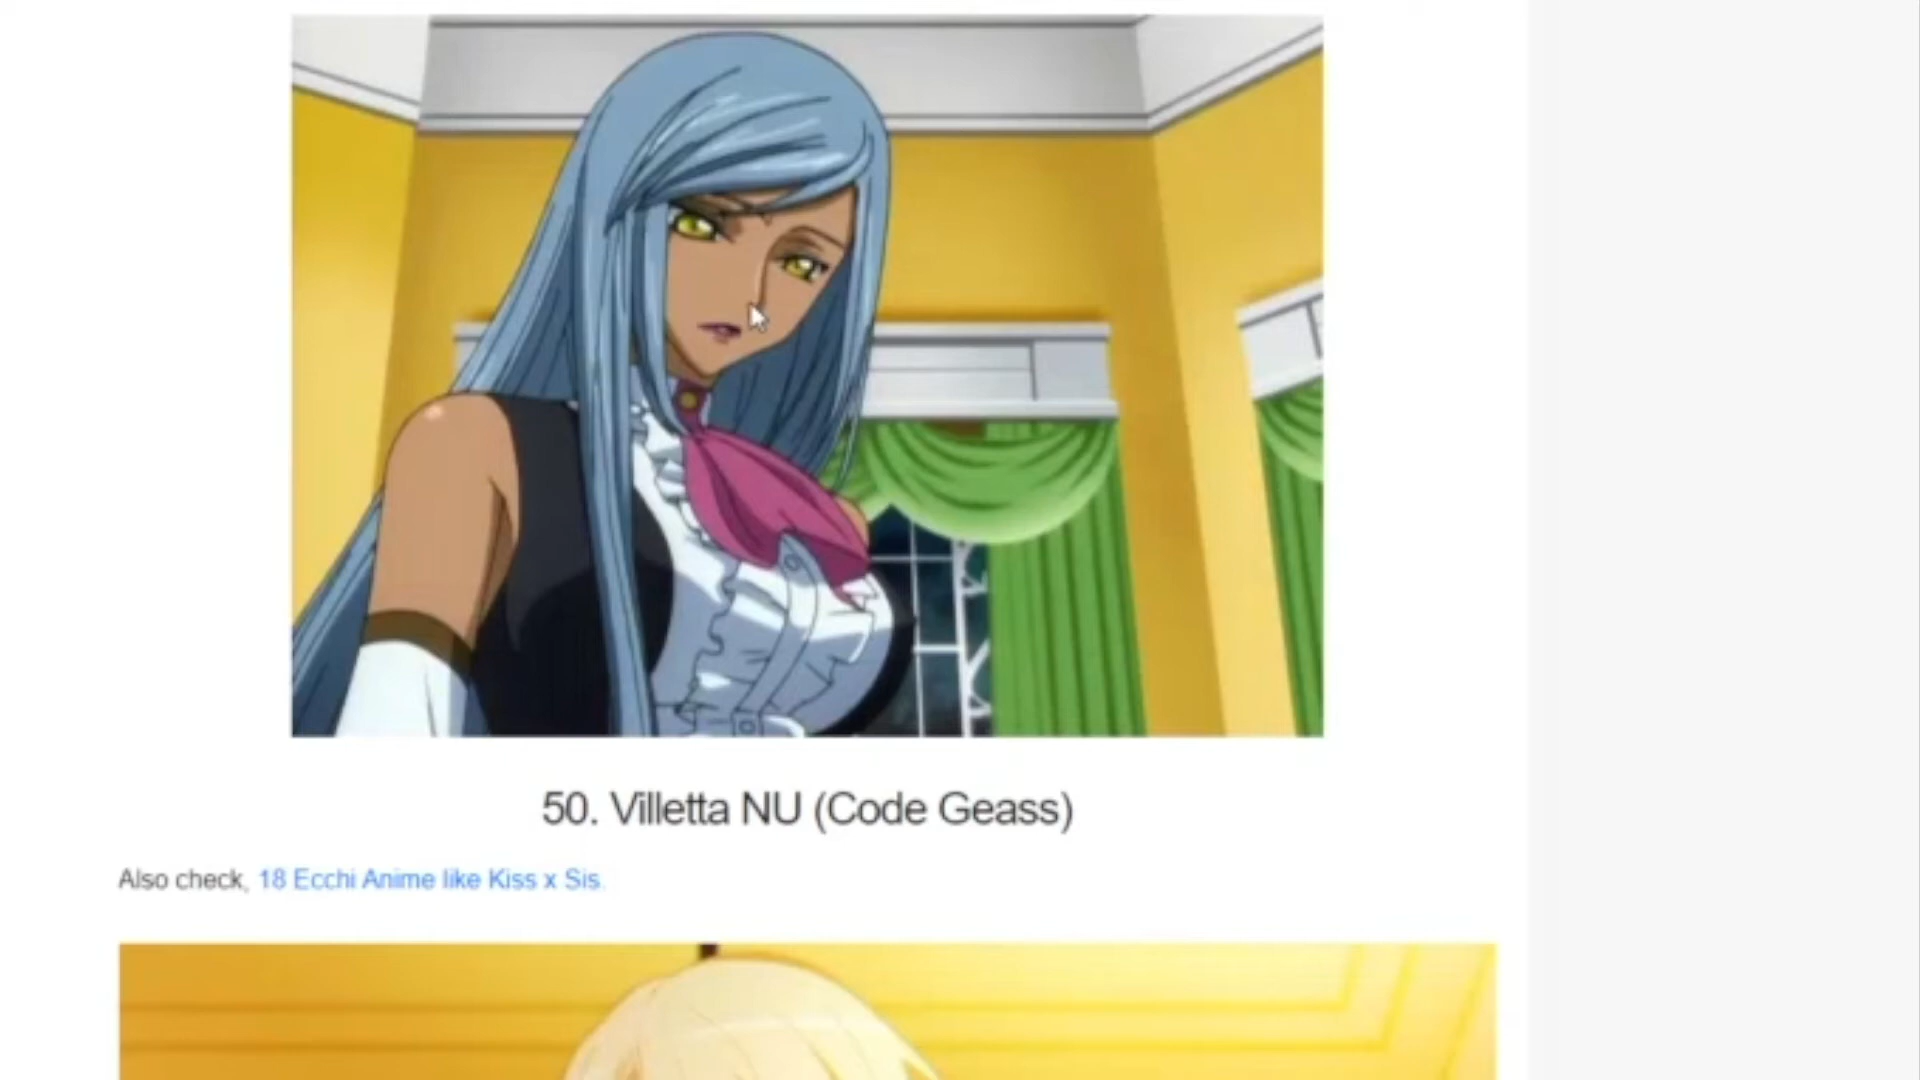 50. Villetta NU (Code Geass)
Also check, 18 Ecchi Anime like Kiss x Sis.